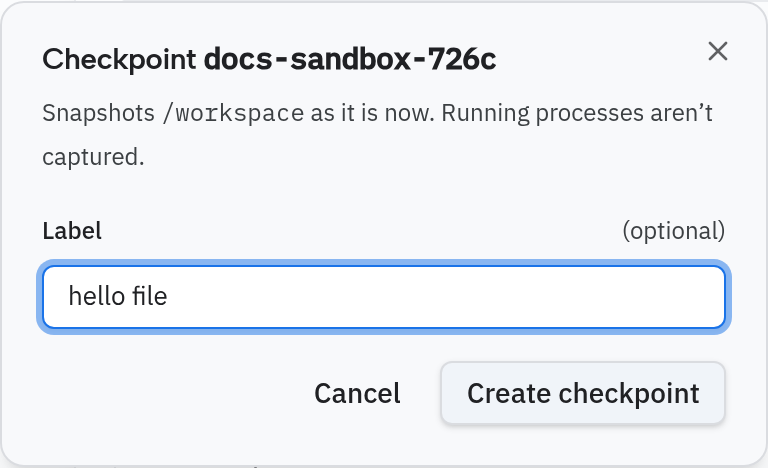 Checkpoint docs-sandbox-726c
Snapshots /workspace as it is now. Running processes aren’t
captured.
Label (optional)
hello file
Cancel Create checkpoint